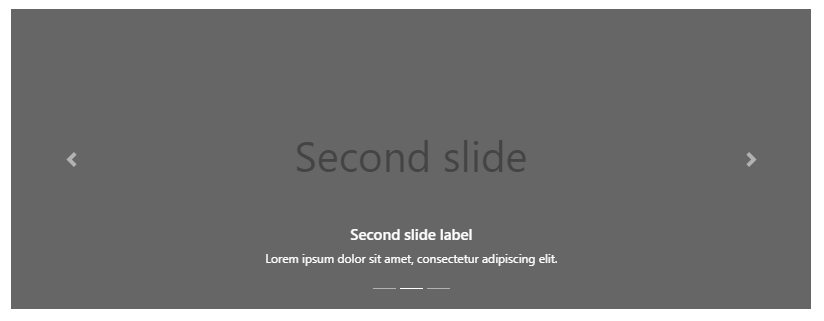 Second slide
Second slide label
Lorem ipsum dolor sit amet, consectetur adipiscing elit.